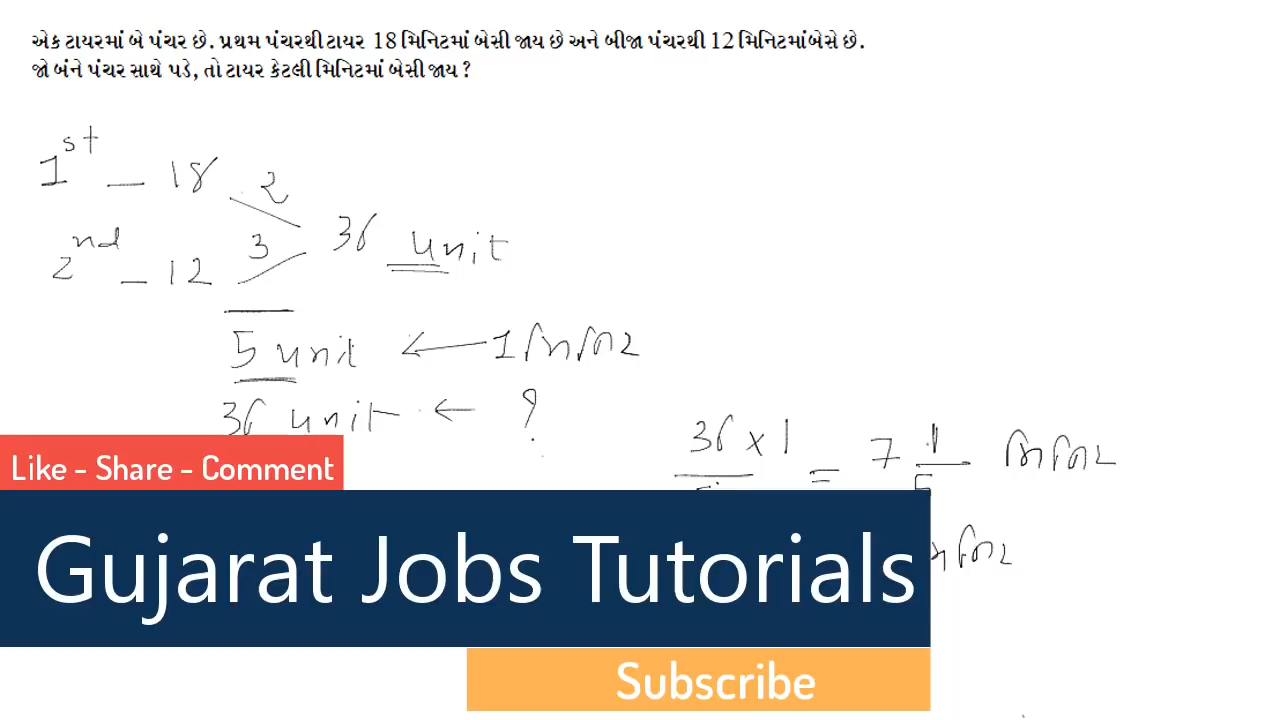 એક ટાયરમાં બે પંચર છે. પ્રથમ પંચરથી ટાયર 18 મિનિટમાં બેસી જાય છે અને બીજા પંચરથી 12 મિનિટમાંબેસે છે.
જો બંને પંચર સાથે પડે, તો ટાયર કેટલી મિનિટમાં બેસી જાય ?
1st – 18 2
36 unit
2nd – 12 3
5 unit ← 1 મિનિટ
36 unit ← ?
36 x 1 / 5 = 7 1/5 મિનિટ
મિનિટ
Like - Share - Comment
Gujarat Jobs Tutorials
Subscribe